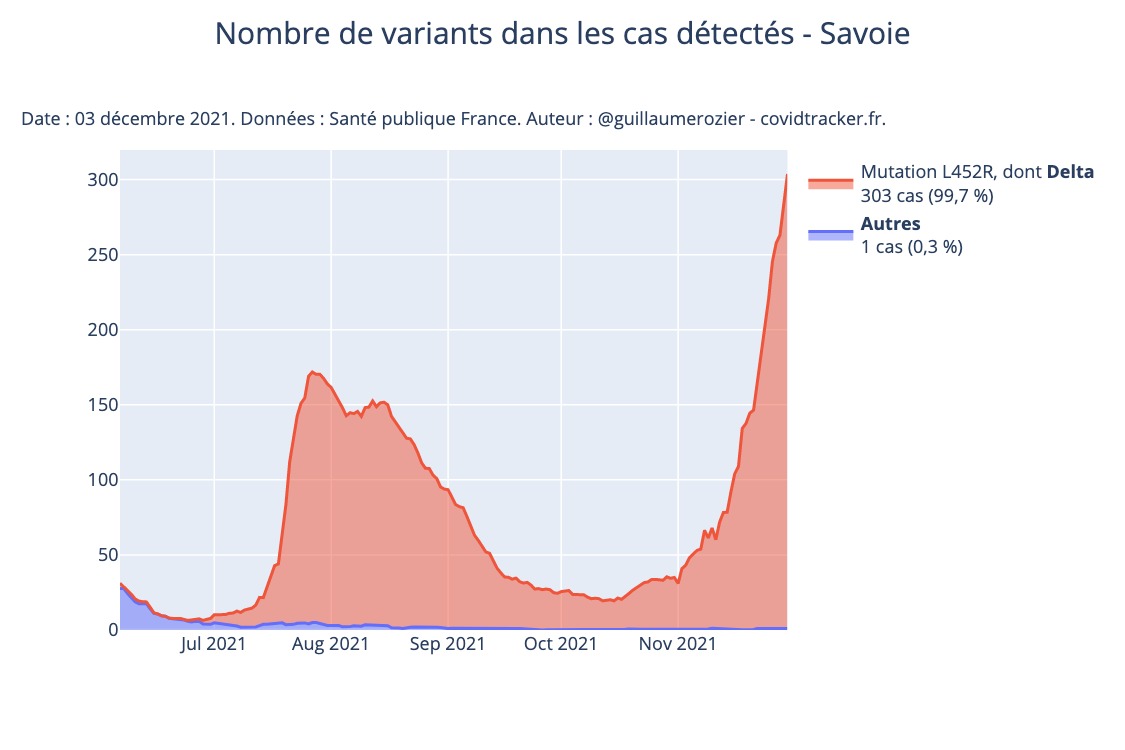 Nombre de variants dans les cas détectés - Savoie
Date : 03 décembre 2021. Données : Santé publique France. Auteur : @guillaumerozier - covidtracker.fr.
300
250
200
150
100
50
0
Jul 2021
Aug 2021
Sep 2021
Oct 2021
Nov 2021
Mutation L452R, dont Delta
303 cas (99,7 %)
Autres
1 cas (0,3 %)